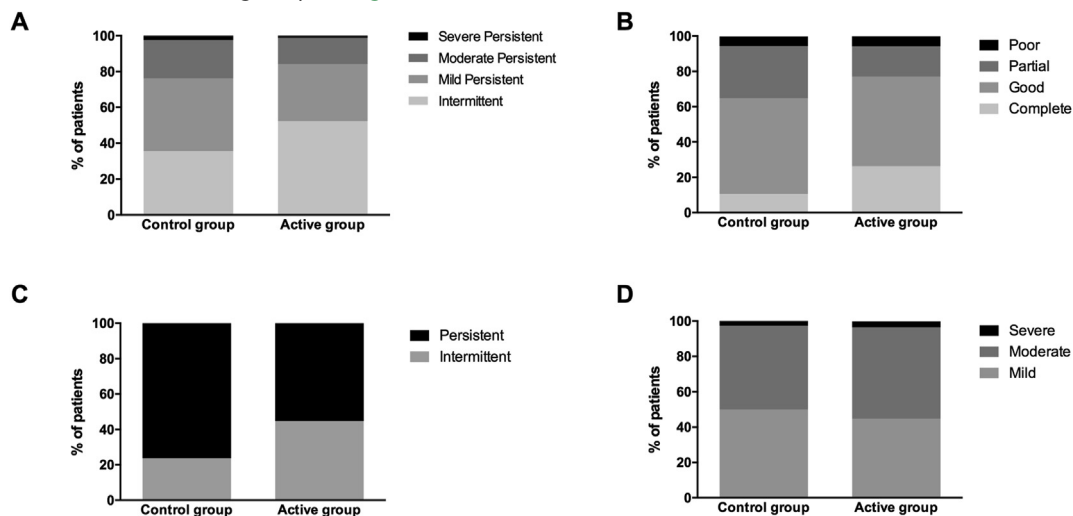 A
100
80
60
40
20
0
% of patients
Control group
Active group
Severe Persistent
Moderate Persistent
Mild Persistent
Intermittent
B
100
80
60
40
20
0
% of patients
Control group
Active group
Poor
Partial
Good
Complete
C
100
80
60
40
20
0
% of patients
Control group
Active group
Persistent
Intermittent
D
100
80
60
40
20
0
% of patients
Control group
Active group
Severe
Moderate
Mild